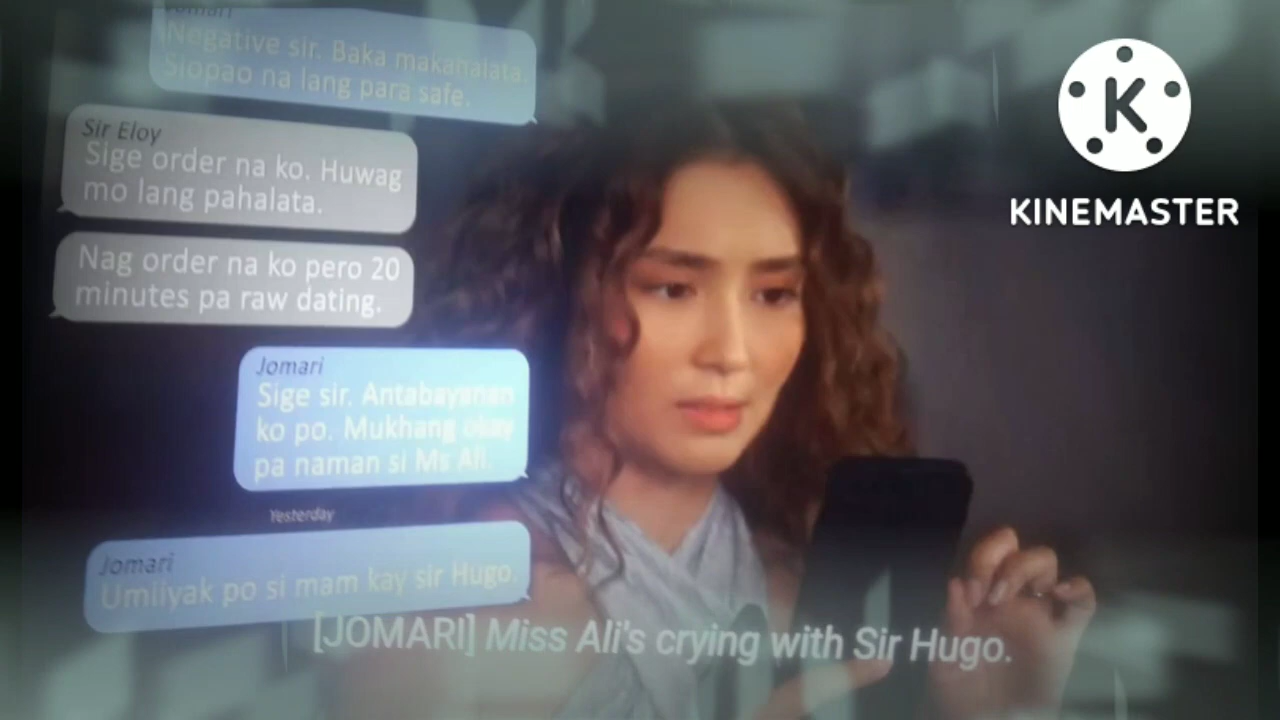 Jomari
Negative sir. Baka makahalata.
Siopao na lang para safe.
Sir Eloy
Sige order na ko. Huwag
mo lang pahalata.
Nag order na ko pero 20
minutes pa raw dating.
Jomari
Sige sir. Antabayanan
ko po. Mukhang okay
pa naman si Ms Ali.
Yesterday
Jomari
Umiiyak po si mam kay sir Hugo.
[JOMARI] Miss Ali's crying with Sir Hugo.
K
KINEMASTER